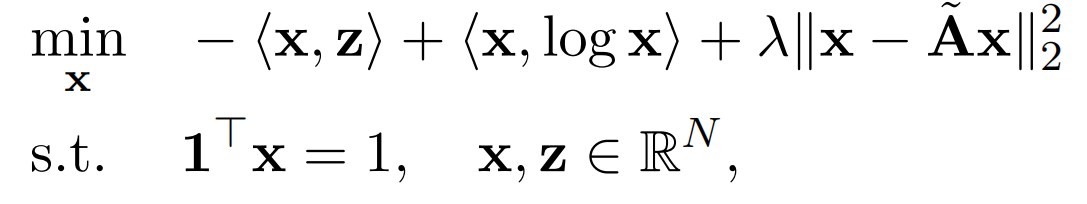 min_𝐱 − ⟨𝐱, 𝐳⟩ + ⟨𝐱, log 𝐱⟩ + λ‖𝐱 − Ã𝐱‖₂²
s.t. 𝟏^⊤ 𝐱 = 1, 𝐱, 𝐳 ∈ ℝ^N,